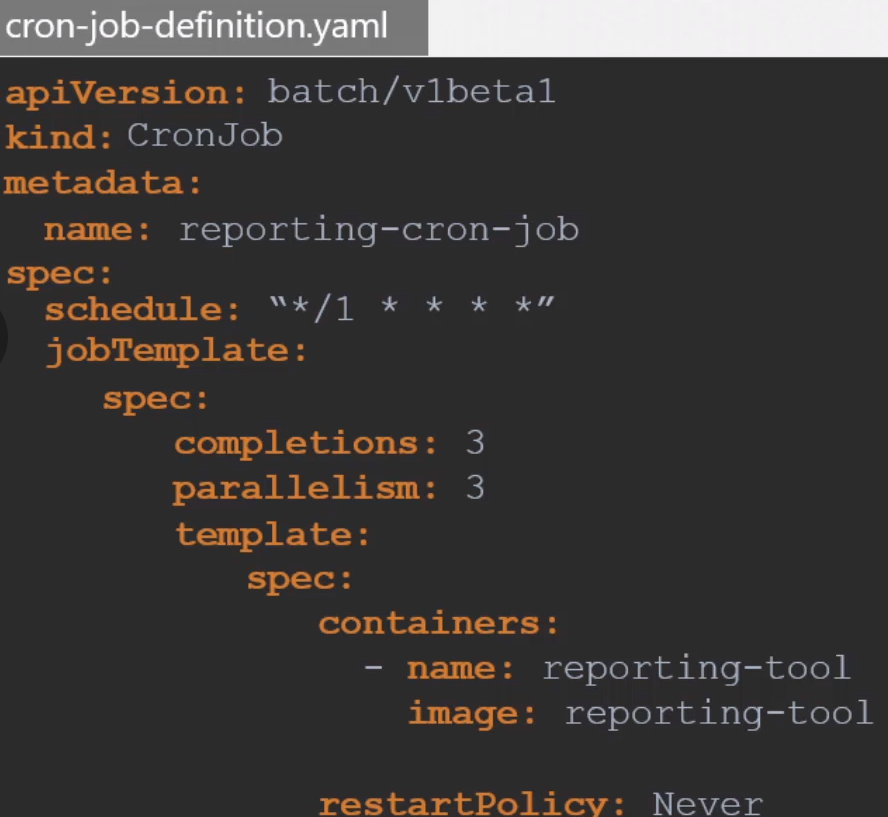 cron-job-definition.yaml
apiVersion: batch/v1beta1
kind: CronJob
metadata:
name: reporting-cron-job
spec:
schedule: “*/1 * * * *”
jobTemplate:
spec:
completions: 3
parallelism: 3
template:
spec:
containers:
- name: reporting-tool
image: reporting-tool
restartPolicy: Never